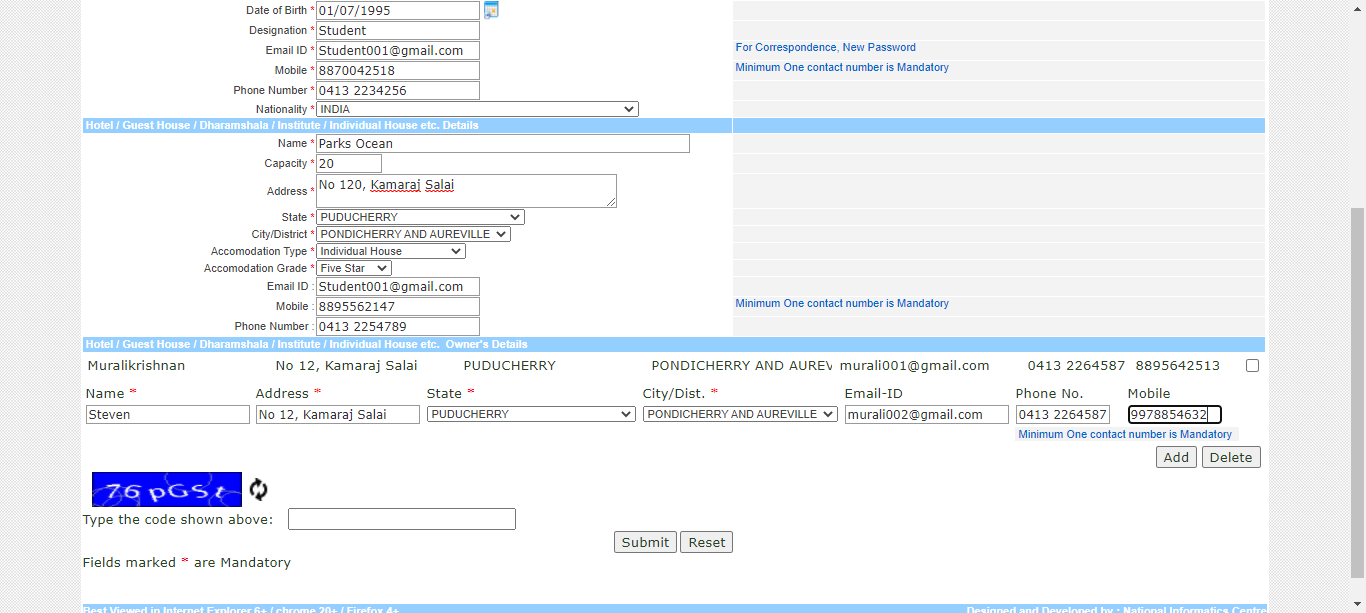 Date of Birth * 01/07/1995
Designation * Student
Email ID * Student001@gmail.com For Correspondence, New Password
Mobile * 8870042518 Minimum One contact number is Mandatory
Phone Number * 0413 2234256
Nationality * INDIA
Hotel / Guest House / Dharamshala / Institute / Individual House etc. Details
Name * Parks Ocean
Capacity * 20
Address * No 120, Kamaraj Salai
State * PUDUCHERRY
City/District * PONDICHERRY AND AUREVILLE
Accomodation Type * Individual House
Accomodation Grade * Five Star
Email ID : Student001@gmail.com
Mobile : 8895562147 Minimum One contact number is Mandatory
Phone Number : 0413 2254789
Hotel / Guest House / Dharamshala / Institute / Individual House etc. Owner's Details
Muralikrishnan No 12, Kamaraj Salai PUDUCHERRY PONDICHERRY AND AUREV murali001@gmail.com 0413 2264587 8895642513
Name * Address * State * City/Dist. * Email-ID Phone No. Mobile
Steven No 12, Kamaraj Salai PUDUCHERRY PONDICHERRY AND AUREVILLE murali002@gmail.com 0413 2264587 9978854632
Minimum One contact number is Mandatory
Add Delete
76pGSt
Type the code shown above:
Submit Reset
Fields marked * are Mandatory
Best Viewed in Internet Explorer 6+ / chrome 20+ / Firefox 4+ Designed and Developed by : National Informatics Centre